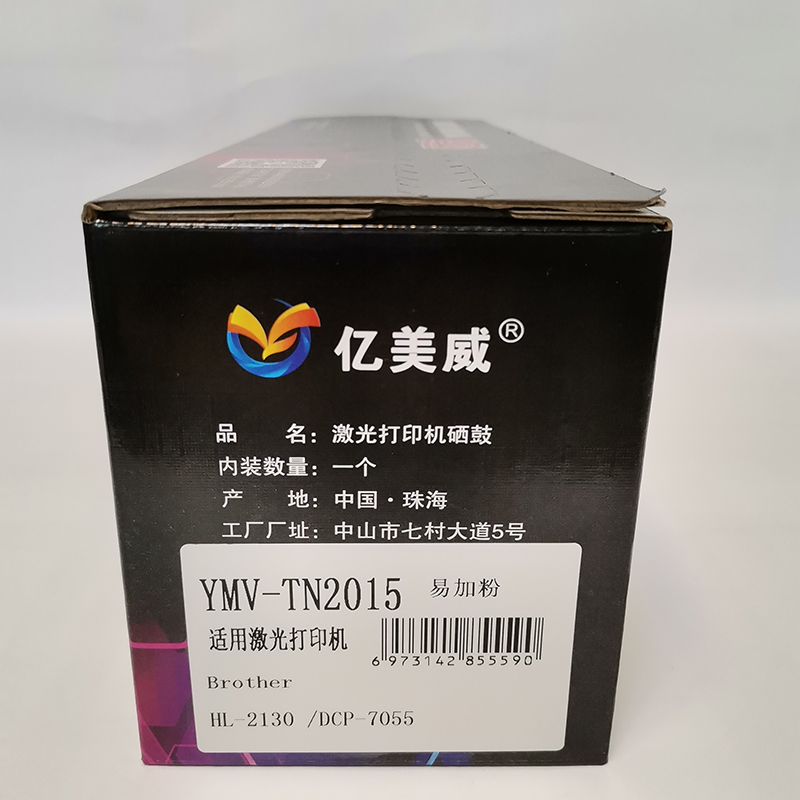 亿美威®
品 名：激光打印机硒鼓
内装数量：一个
产 地：中国·珠海
工厂厂址：中山市七村大道5号
YMV-TN2015 易加粉
适用激光打印机
6973142 855590
Brother
HL-2130 /DCP-7055